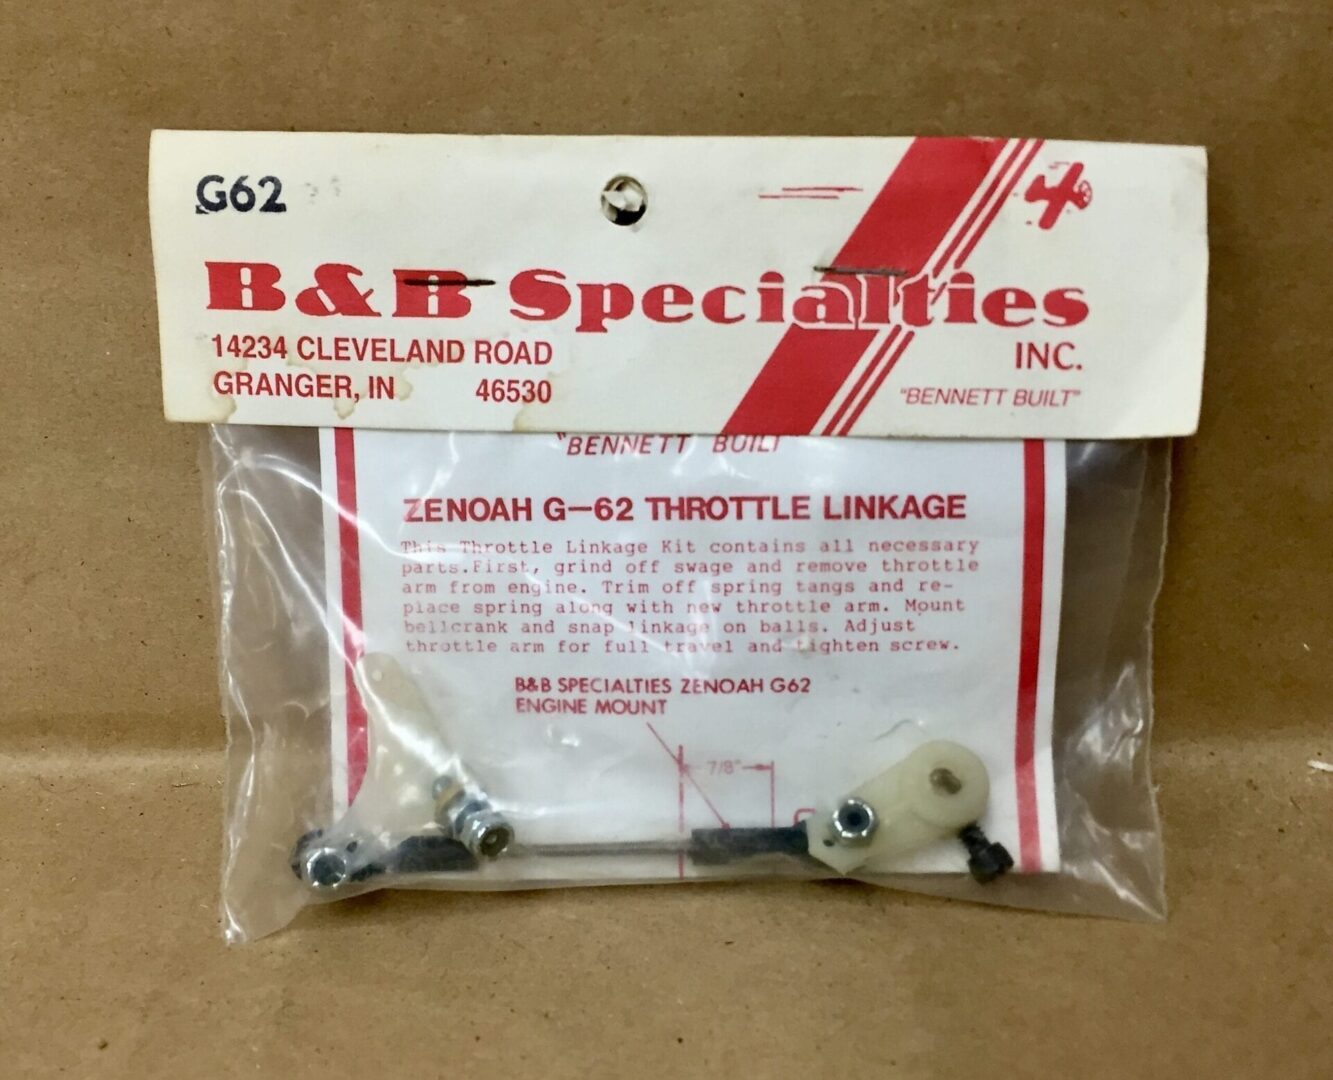 G62
B&B Specialties
14234 CLEVELAND ROAD
GRANGER, IN 46530
INC.
"BENNETT BUILT"
"BENNETT BUILT"
ZENOAH G-62 THROTTLE LINKAGE
This Throttle Linkage Kit contains all necessary
parts.First, grind off swage and remove throttle
arm from engine. Trim off spring tangs and re-
place spring along with new throttle arm. Mount
bellcrank and snap linkage on balls. Adjust
throttle arm for full travel and tighten screw.
B&B SPECIALTIES ZENOAH G62
ENGINE MOUNT
7/8"